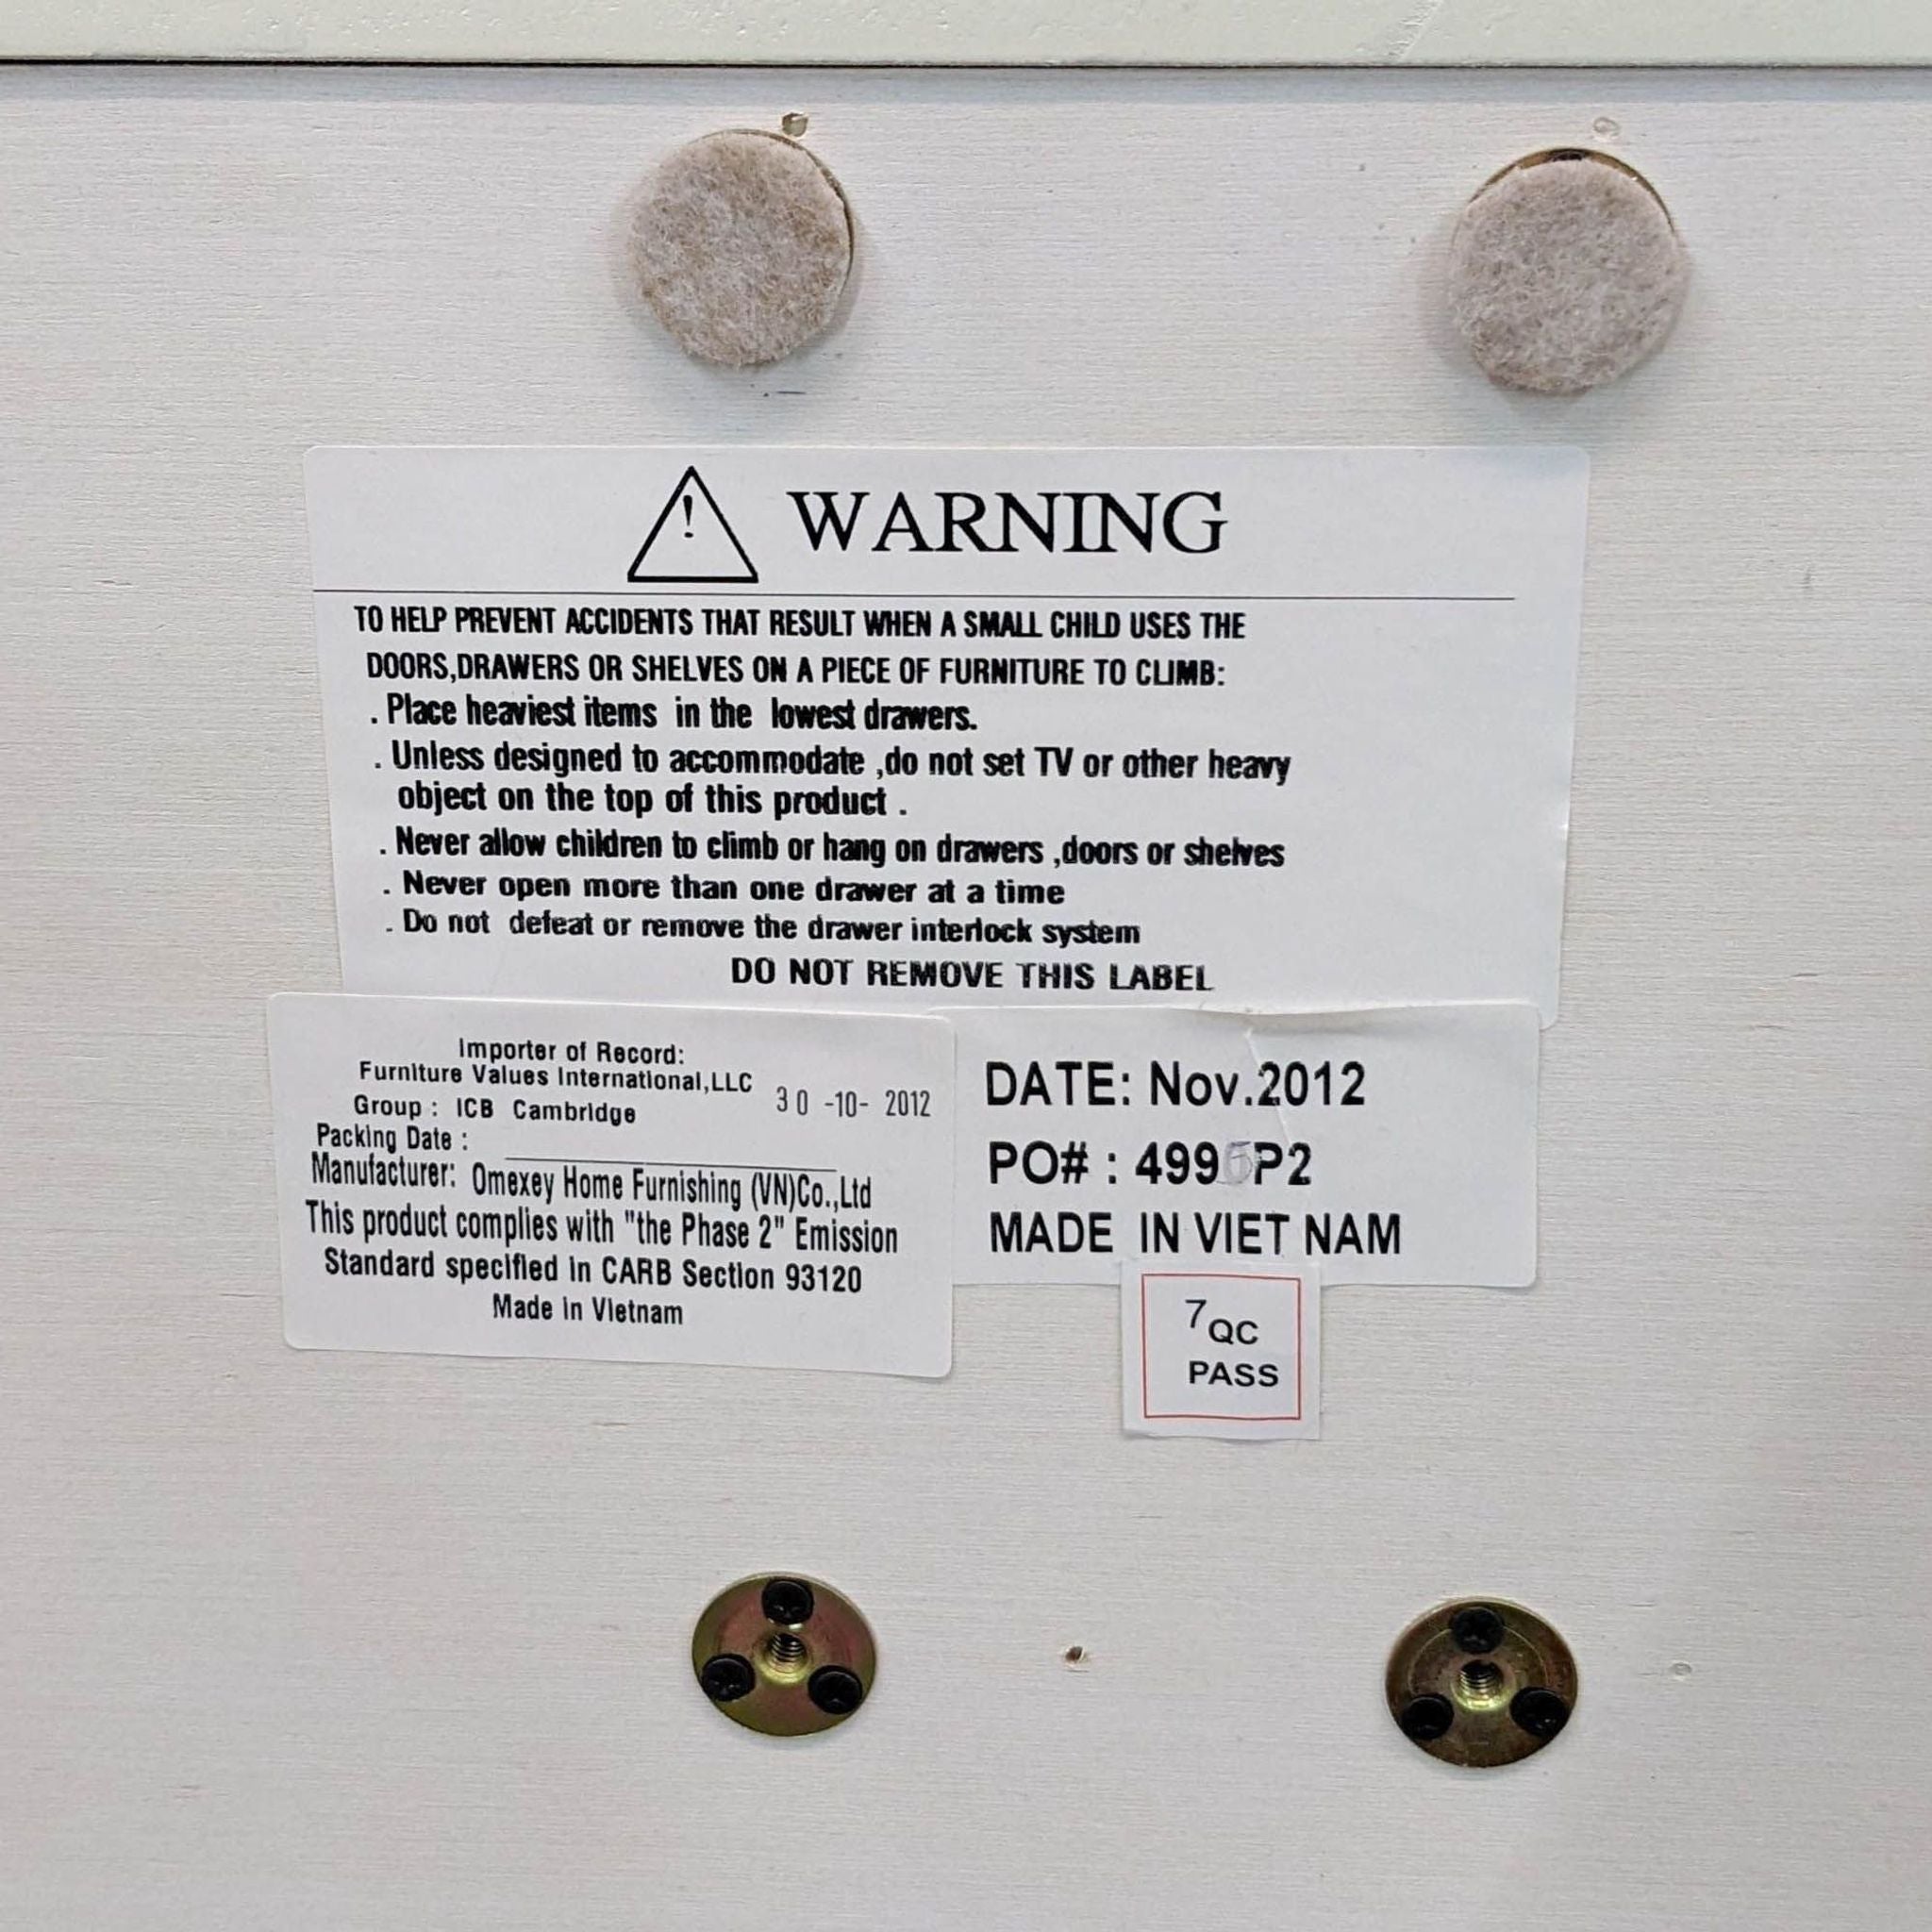 ! WARNING
TO HELP PREVENT ACCIDENTS THAT RESULT WHEN A SMALL CHILD USES THE
DOORS,DRAWERS OR SHELVES ON A PIECE OF FURNITURE TO CLIMB:
. Place heaviest items in the lowest drawers.
. Unless designed to accommodate ,do not set TV or other heavy
object on the top of this product .
. Never allow children to climb or hang on drawers ,doors or shelves
. Never open more than one drawer at a time
. Do not defeat or remove the drawer interlock system
DO NOT REMOVE THIS LABEL
Importer of Record:
Furniture Values International,LLC
Group : ICB Cambridge
30 -10- 2012
Packing Date :
Manufacturer: Omexey Home Furnishing (VN)Co.,Ltd
This product complies with "the Phase 2" Emission
Standard specified in CARB Section 93120
Made in Vietnam
DATE: Nov.2012
PO# :
MADE IN VIET NAM
7 QC
PASS